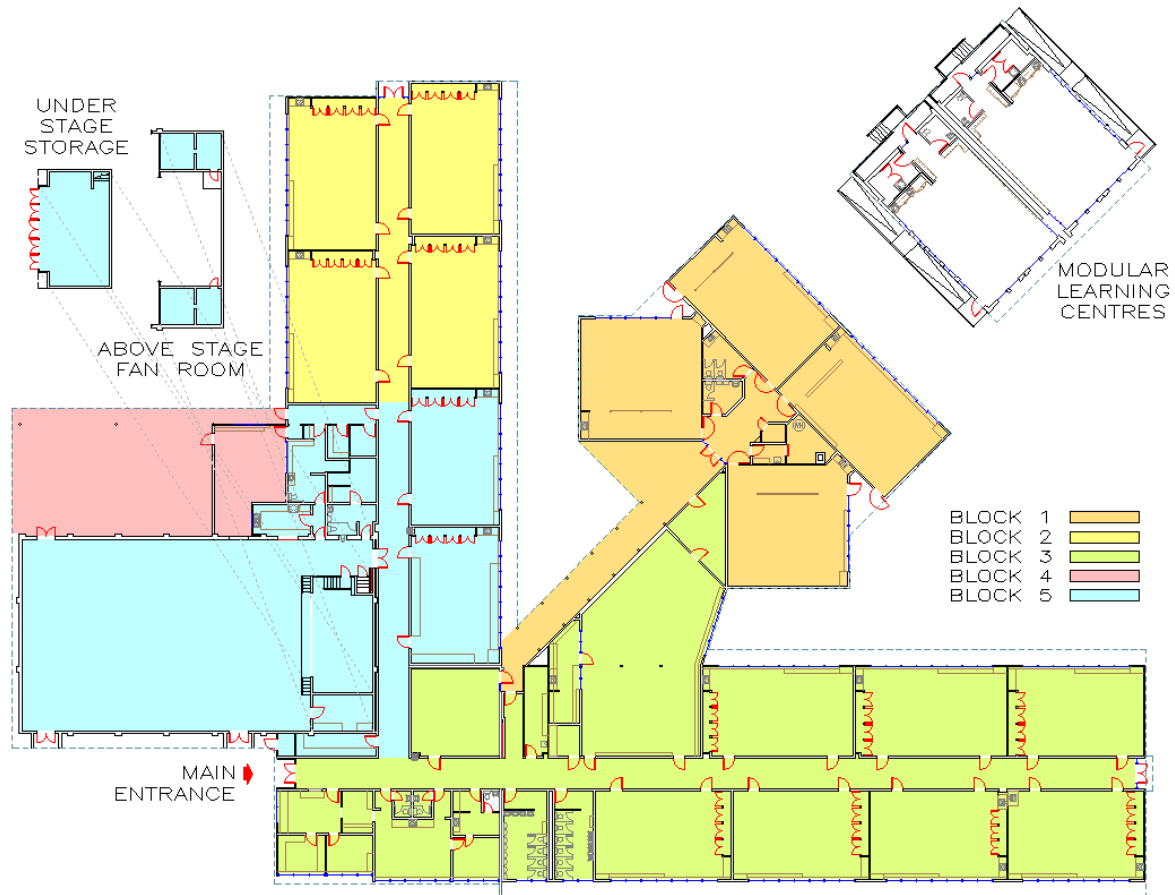 UNDER
STAGE
STORAGE
ABOVE STAGE
FAN ROOM
MODULAR
LEARNING
CENTRES
BLOCK 1
BLOCK 2
BLOCK 3
BLOCK 4
BLOCK 5
MAIN
ENTRANCE